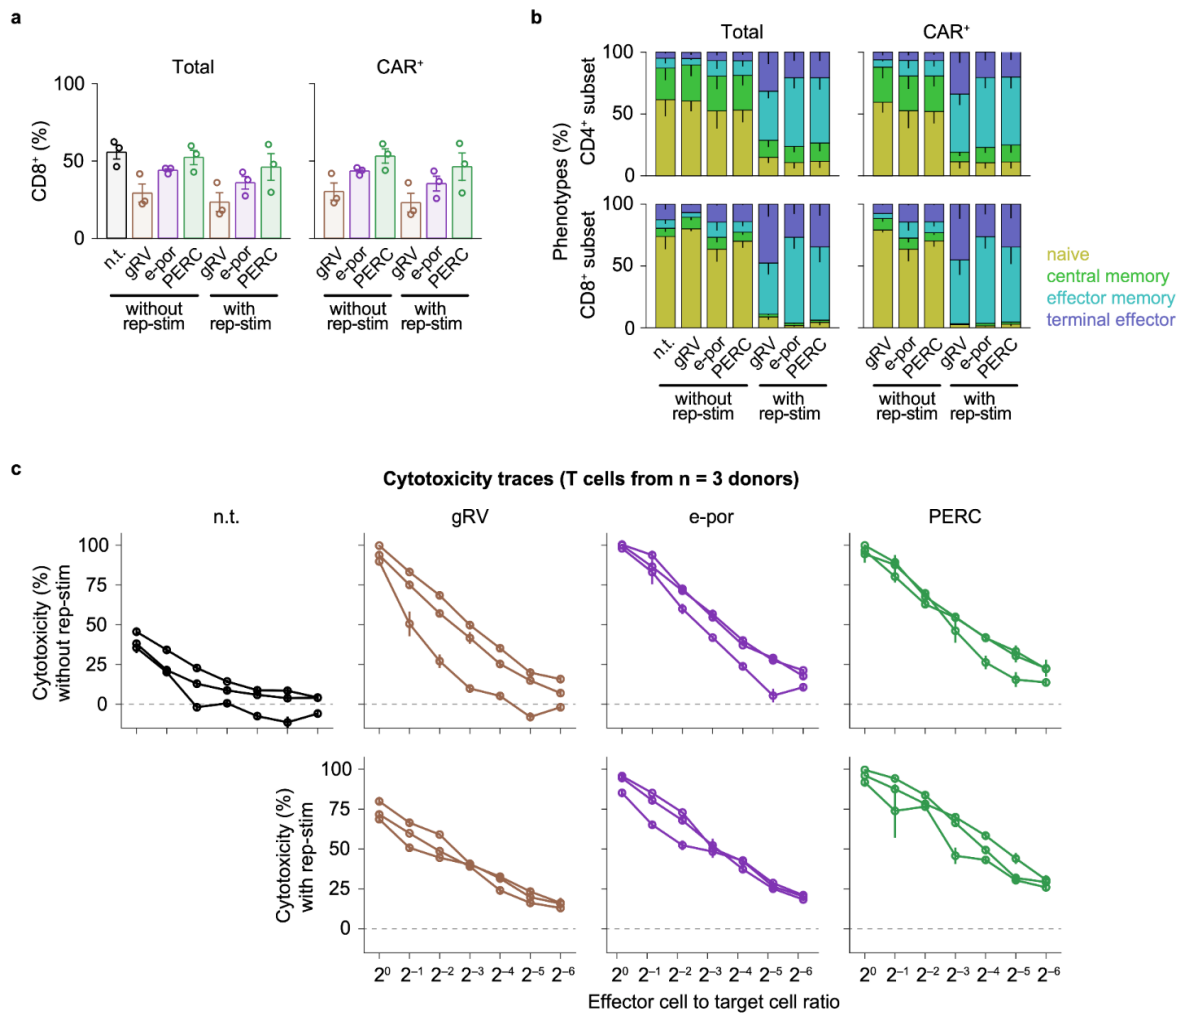 a
Total
CAR⁺
CD8⁺ (%)
100
50
0
n.t.
gRV
e-por
PERC
gRV
e-por
PERC
gRV
e-por
PERC
gRV
e-por
PERC
without
rep-stim
with
rep-stim
without
rep-stim
with
rep-stim
b
Total
CAR⁺
Phenotypes (%)
CD4⁺ subset
100
50
0
CD8⁺ subset
100
50
0
n.t.
gRV
e-por
PERC
gRV
e-por
PERC
gRV
e-por
PERC
gRV
e-por
PERC
without
rep-stim
with
rep-stim
without
rep-stim
with
rep-stim
naive
central memory
effector memory
terminal effector
c
Cytotoxicity traces (T cells from n = 3 donors)
n.t.
gRV
e-por
PERC
Cytotoxicity (%)
without rep-stim
100
75
50
25
0
Cytotoxicity (%)
with rep-stim
100
75
50
25
0
2⁰ 2⁻¹ 2⁻² 2⁻³ 2⁻⁴ 2⁻⁵ 2⁻⁶
2⁰ 2⁻¹ 2⁻² 2⁻³ 2⁻⁴ 2⁻⁵ 2⁻⁶
2⁰ 2⁻¹ 2⁻² 2⁻³ 2⁻⁴ 2⁻⁵ 2⁻⁶
Effector cell to target cell ratio